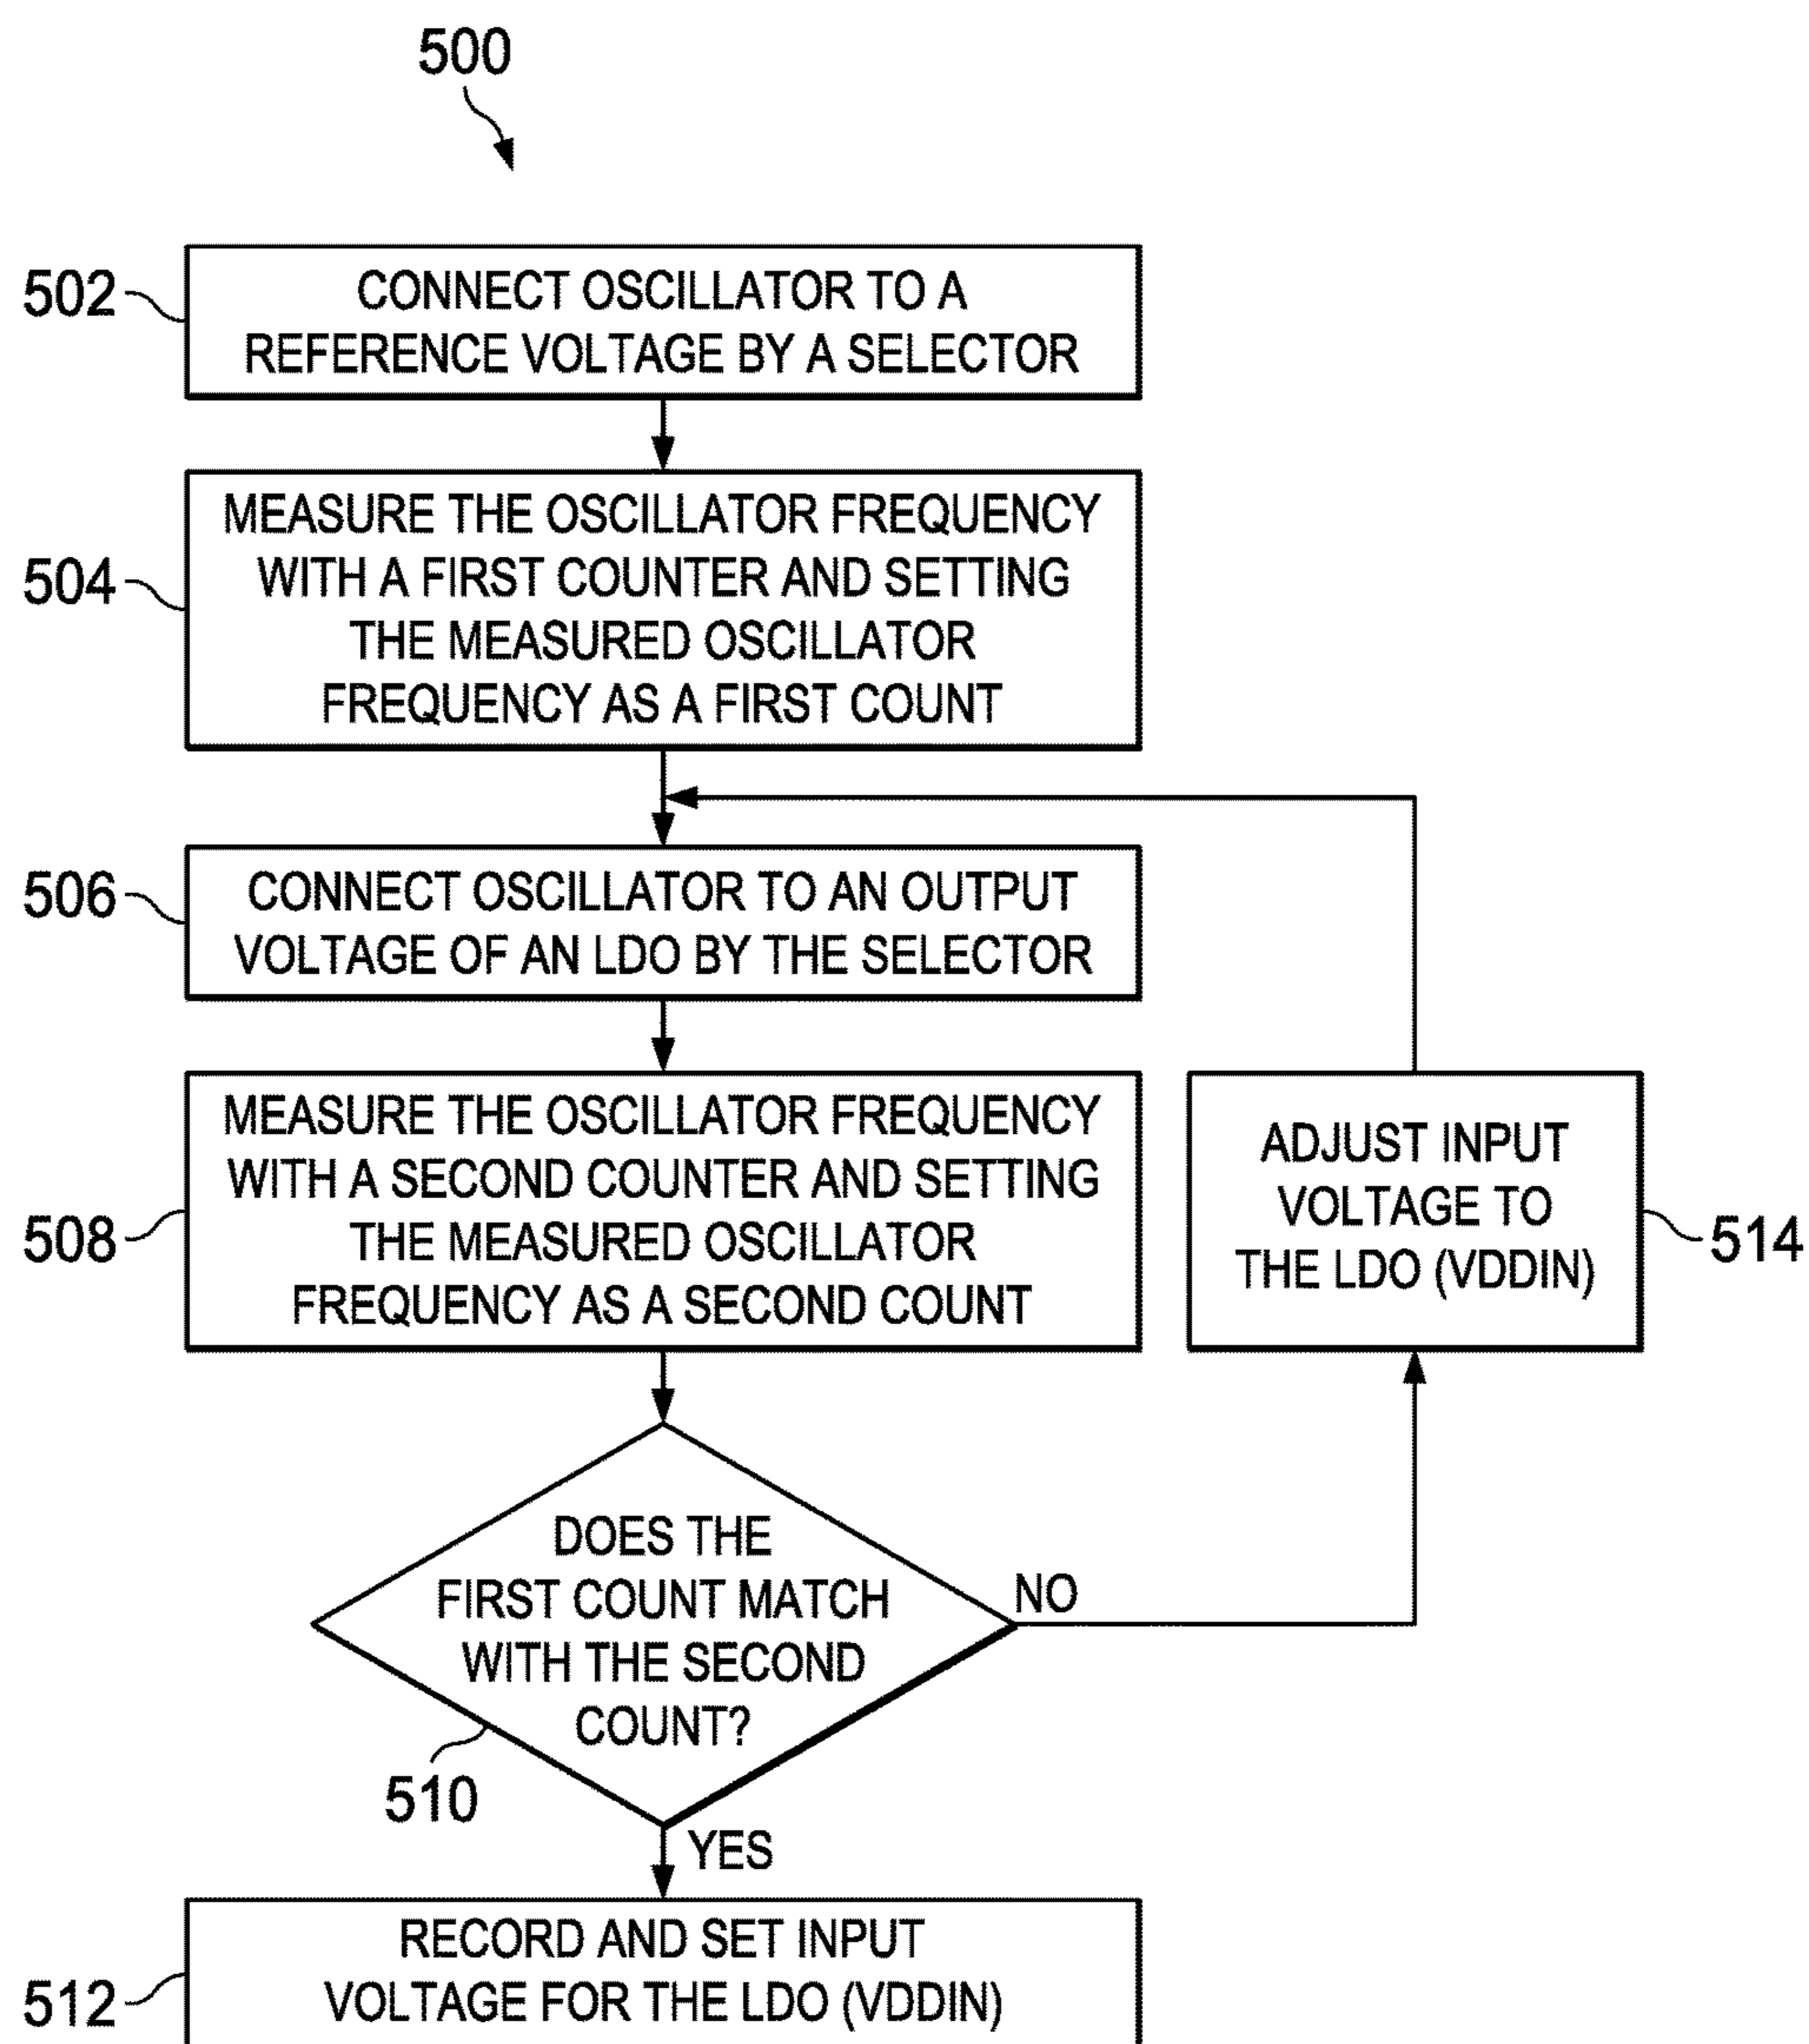 500
502
CONNECT OSCILLATOR TO A
REFERENCE VOLTAGE BY A SELECTOR
504
MEASURE THE OSCILLATOR FREQUENCY
WITH A FIRST COUNTER AND SETTING
THE MEASURED OSCILLATOR
FREQUENCY AS A FIRST COUNT
506
CONNECT OSCILLATOR TO AN OUTPUT
VOLTAGE OF AN LDO BY THE SELECTOR
508
MEASURE THE OSCILLATOR FREQUENCY
WITH A SECOND COUNTER AND SETTING
THE MEASURED OSCILLATOR
FREQUENCY AS A SECOND COUNT
ADJUST INPUT
VOLTAGE TO
THE LDO (VDDIN)
514
DOES THE
FIRST COUNT MATCH
WITH THE SECOND
COUNT?
NO
510
YES
512
RECORD AND SET INPUT
VOLTAGE FOR THE LDO (VDDIN)